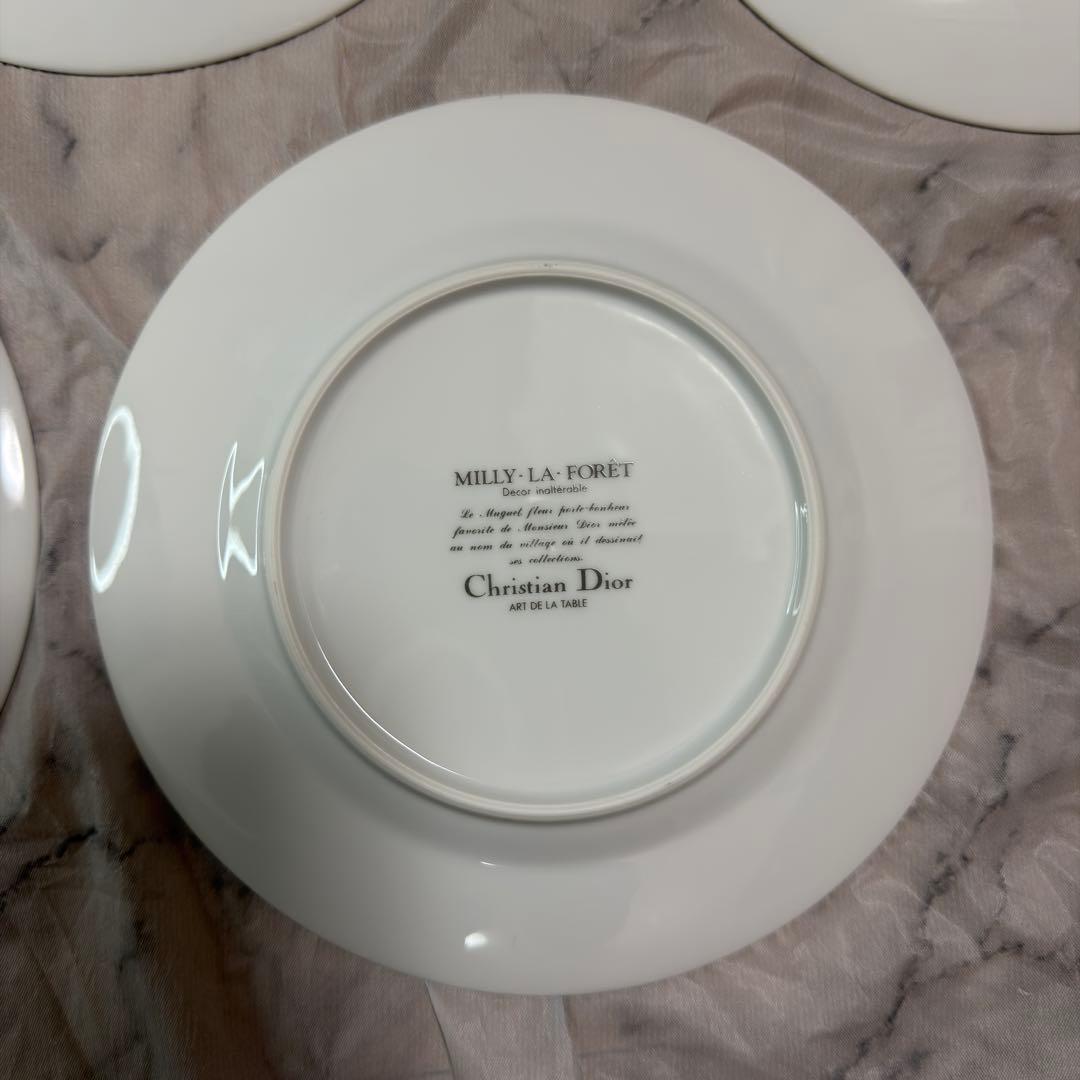 MILLY-LA-FORÊT
Décor inaltérable
Le Muguet fleur porte-bonheur
favorite de Monsieur Dior mêlée
au nom du village où il dessinait
ses collections.
Christian Dior
ART DE LA TABLE